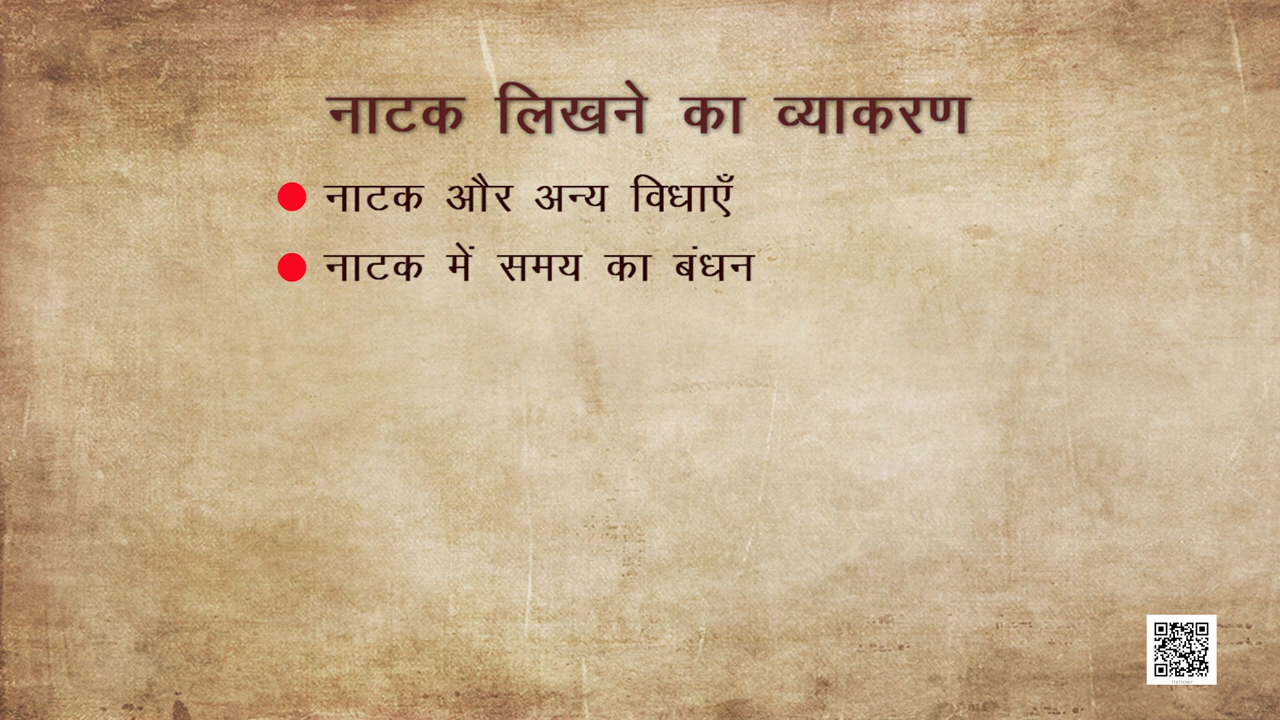 नाटक लिखने का व्याकरण
नाटक और अन्य विधाएँ
नाटक में समय का बंधन